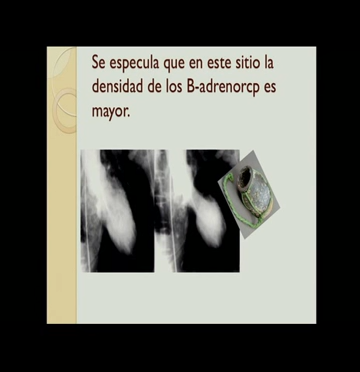 Se especula que en este sitio la
densidad de los B-adrenorcp es
mayor.